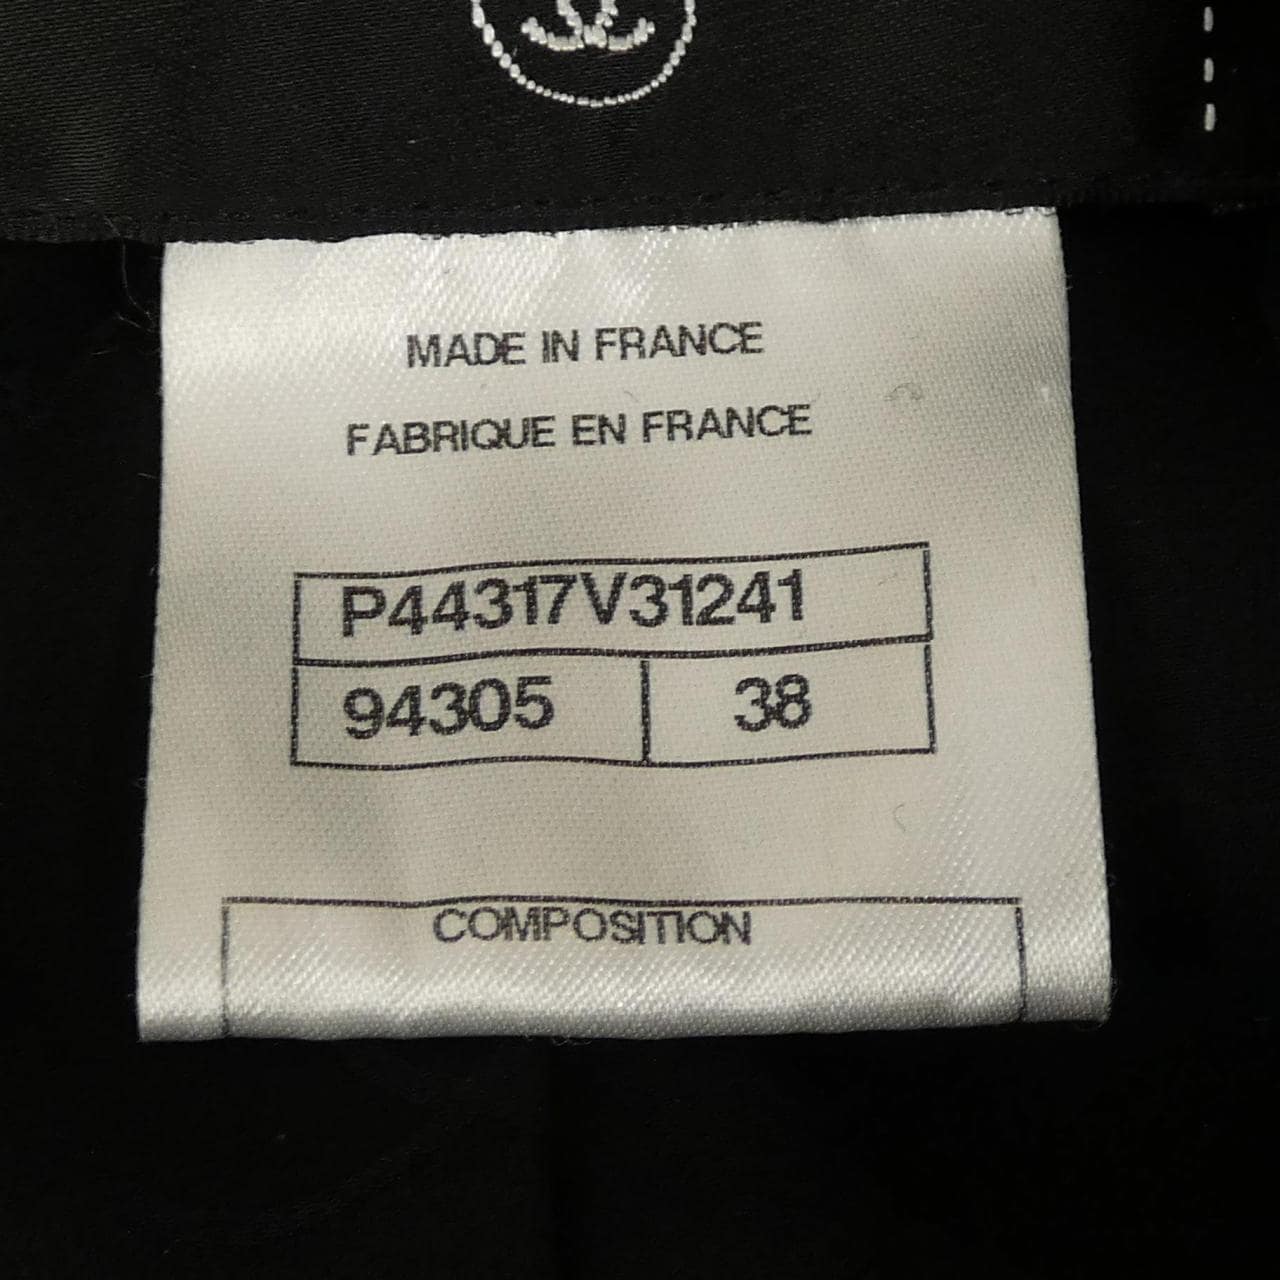 MADE IN FRANCE
FABRIQUE EN FRANCE
P44317V31241
94305 38
COMPOSITION